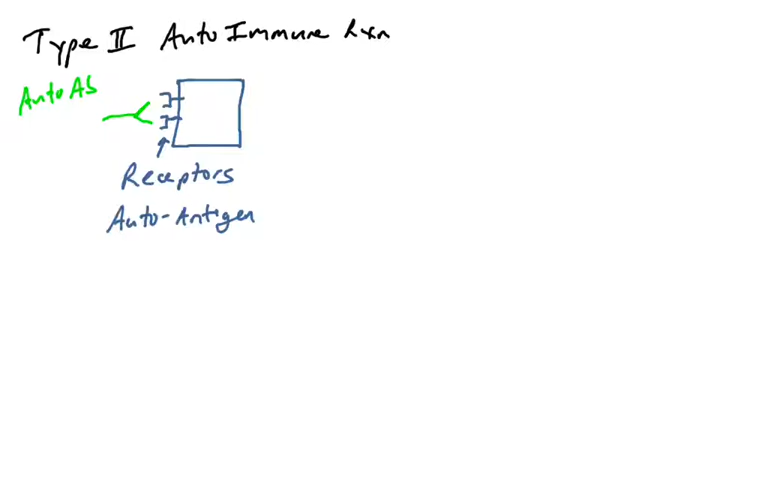 Type II Auto Immune Rxn
Auto Ab
Receptors
Auto-Antigen